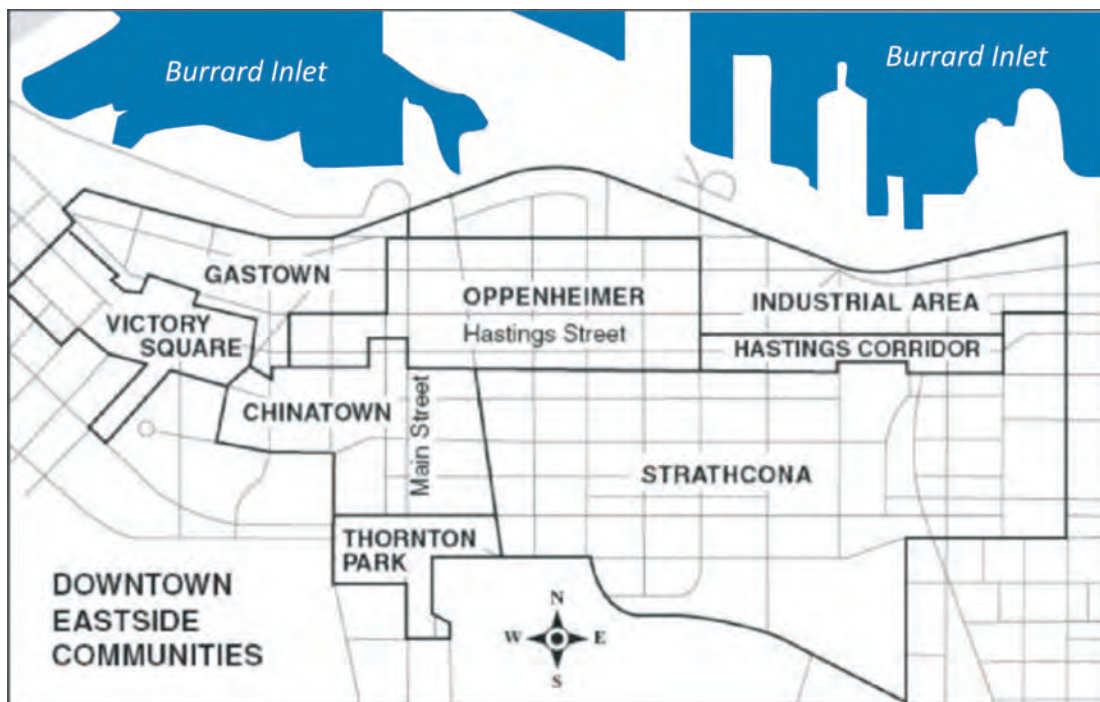 Burrard Inlet
Burrard Inlet
GASTOWN
VICTORY
SQUARE
OPPENHEIMER
Hastings Street
INDUSTRIAL AREA
HASTINGS CORRIDOR
CHINATOWN
Main Street
STRATHCONA
THORNTON
PARK
DOWNTOWN
EASTSIDE
COMMUNITIES
N
W E
S